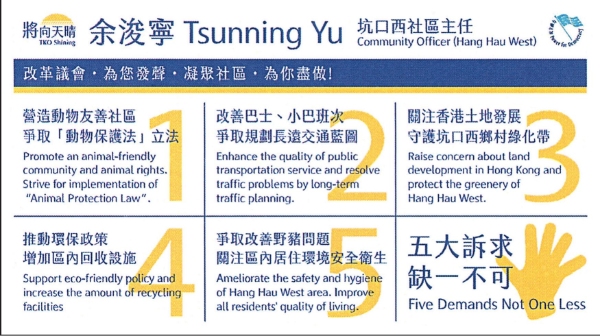 將向天晴
TKO Shining
余浚寧 Tsunning Yu
坑口西社區主任
Community Officer (Hang Hau West)
改革議會・為您發聲・凝聚社區・為你盡做！
1
營造動物友善社區
爭取「動物保護法」立法
Promote an animal-friendly
community and animal rights.
Strive for implementation of
"Animal Protection Law".
2
改善巴士、小巴班次
爭取規劃長遠交通藍圖
Enhance the quality of public
transportation service and resolve
traffic problems by long-term
traffic planning.
3
關注香港土地發展
守護坑口西鄉村綠化帶
Raise concern about land
development in Hong Kong and
protect the greenery of
Hang Hau West.
4
推動環保政策
增加區內回收設施
Support eco-friendly policy and
increase the amount of recycling
facilities
5
爭取改善野豬問題
關注區內居住環境安全衛生
Ameliorate the safety and hygiene
of Hang Hau West area. Improve
all residents' quality of living.
五大訴求
缺一不可
Five Demands Not One Less